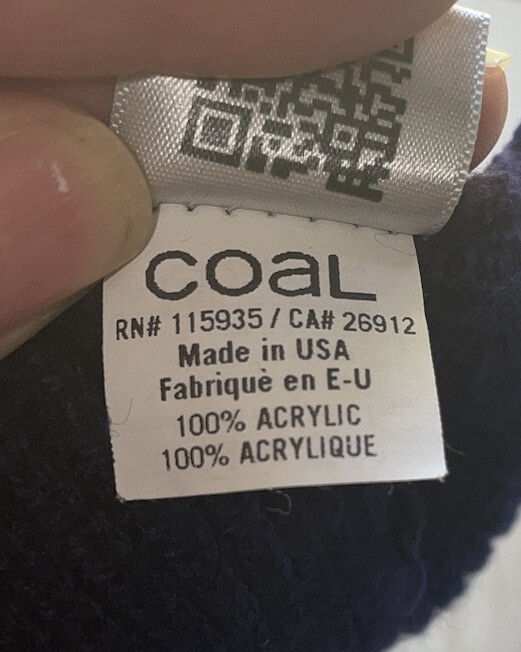 coaL
RN# 115935 / CA# 26912
Made in USA
Fabriquè en E-U
100% ACRYLIC
100% ACRYLIQUE